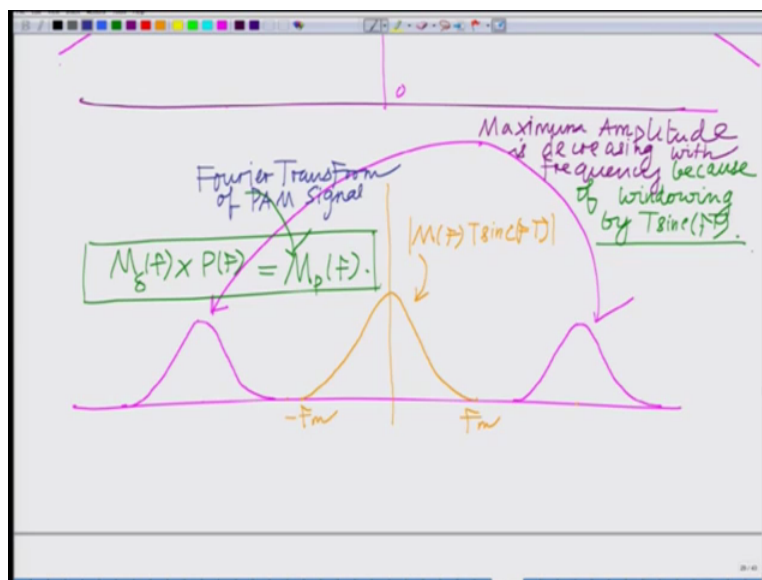 0
Maximum Amplitude
is decreasing with
frequency because
of windowing
by Tsinc(fT).
Fourier Transform
of PAM Signal
|M(f) Tsinc(fT)|
Mδ(f) × P(f) = Mp(f).
-Fm
Fm